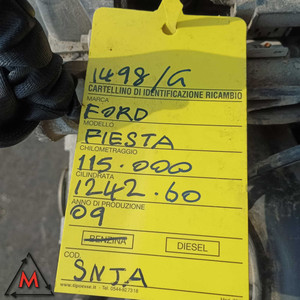 1498/G
CARTELLINO DI IDENTIFICAZIONE RICAMBIO
MARCA
FORD
MODELLO
FIESTA
CHILOMETRAGGIO
115.000
CILINDRATA
1242.60
ANNO DI PRODUZIONE
09
BENZINA DIESEL
COD.
SNJA
M